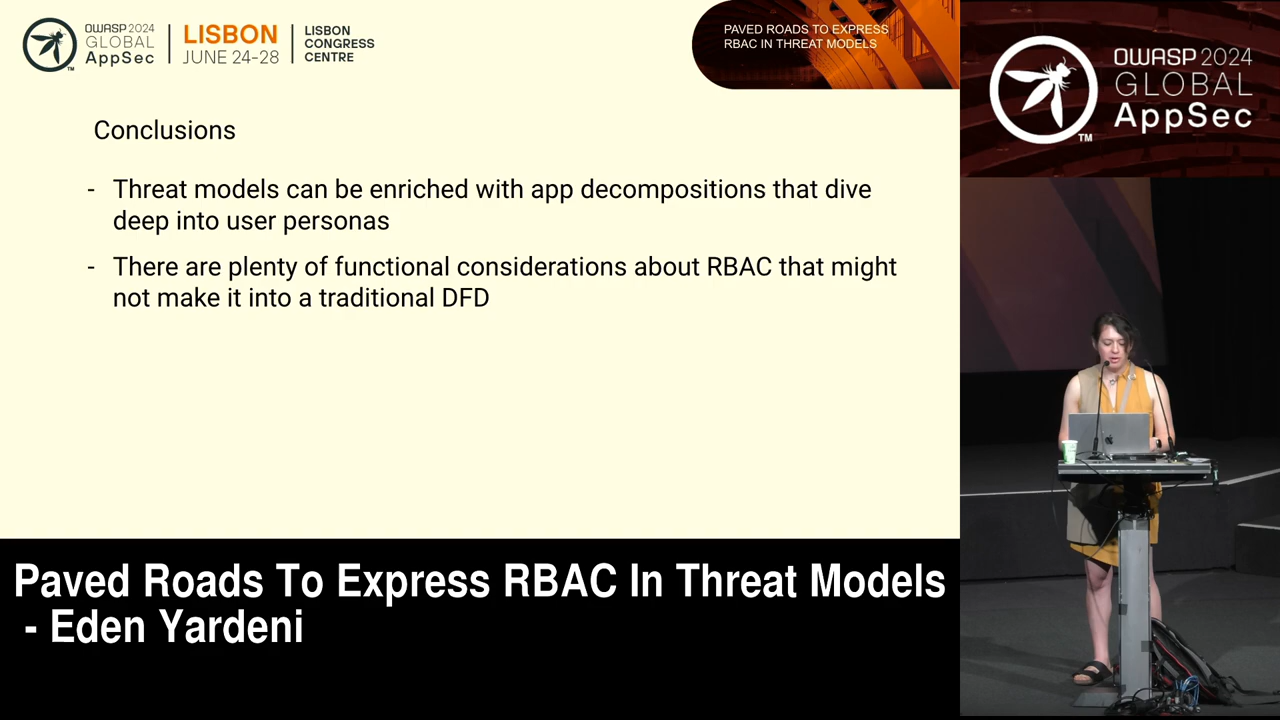 OWASP 2024
GLOBAL
AppSec
TM
LISBON
JUNE 24-28
LISBON
CONGRESS
CENTRE
PAVED ROADS TO EXPRESS
RBAC IN THREAT MODELS
OWASP 2024
GLOBAL
AppSec
TM
Conclusions
- Threat models can be enriched with app decompositions that dive
deep into user personas
- There are plenty of functional considerations about RBAC that might
not make it into a traditional DFD
Paved Roads To Express RBAC In Threat Models
- Eden Yardeni